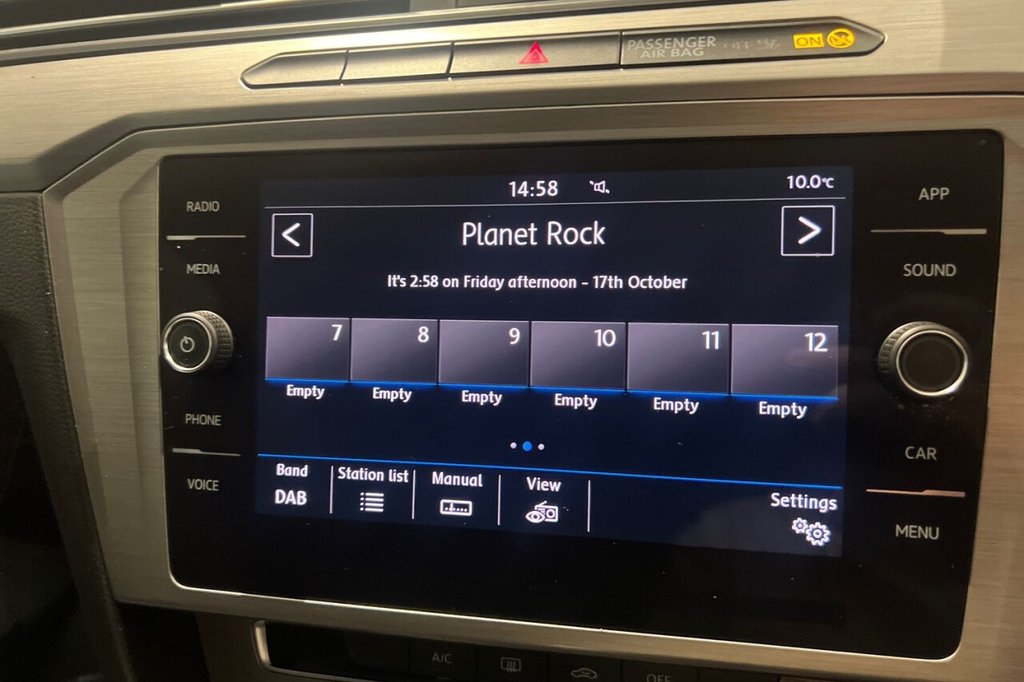 PASSENGER
AIR BAG
OFF
ON
14:58
10.0°C
RADIO
MEDIA
PHONE
VOICE
<
Planet Rock
>
It's 2:58 on Friday afternoon - 17th October
7 8 9 10 11 12
Empty Empty Empty Empty Empty Empty
Band
DAB
Station list
Manual
View
Settings
APP
SOUND
CAR
MENU
A/C
OFF